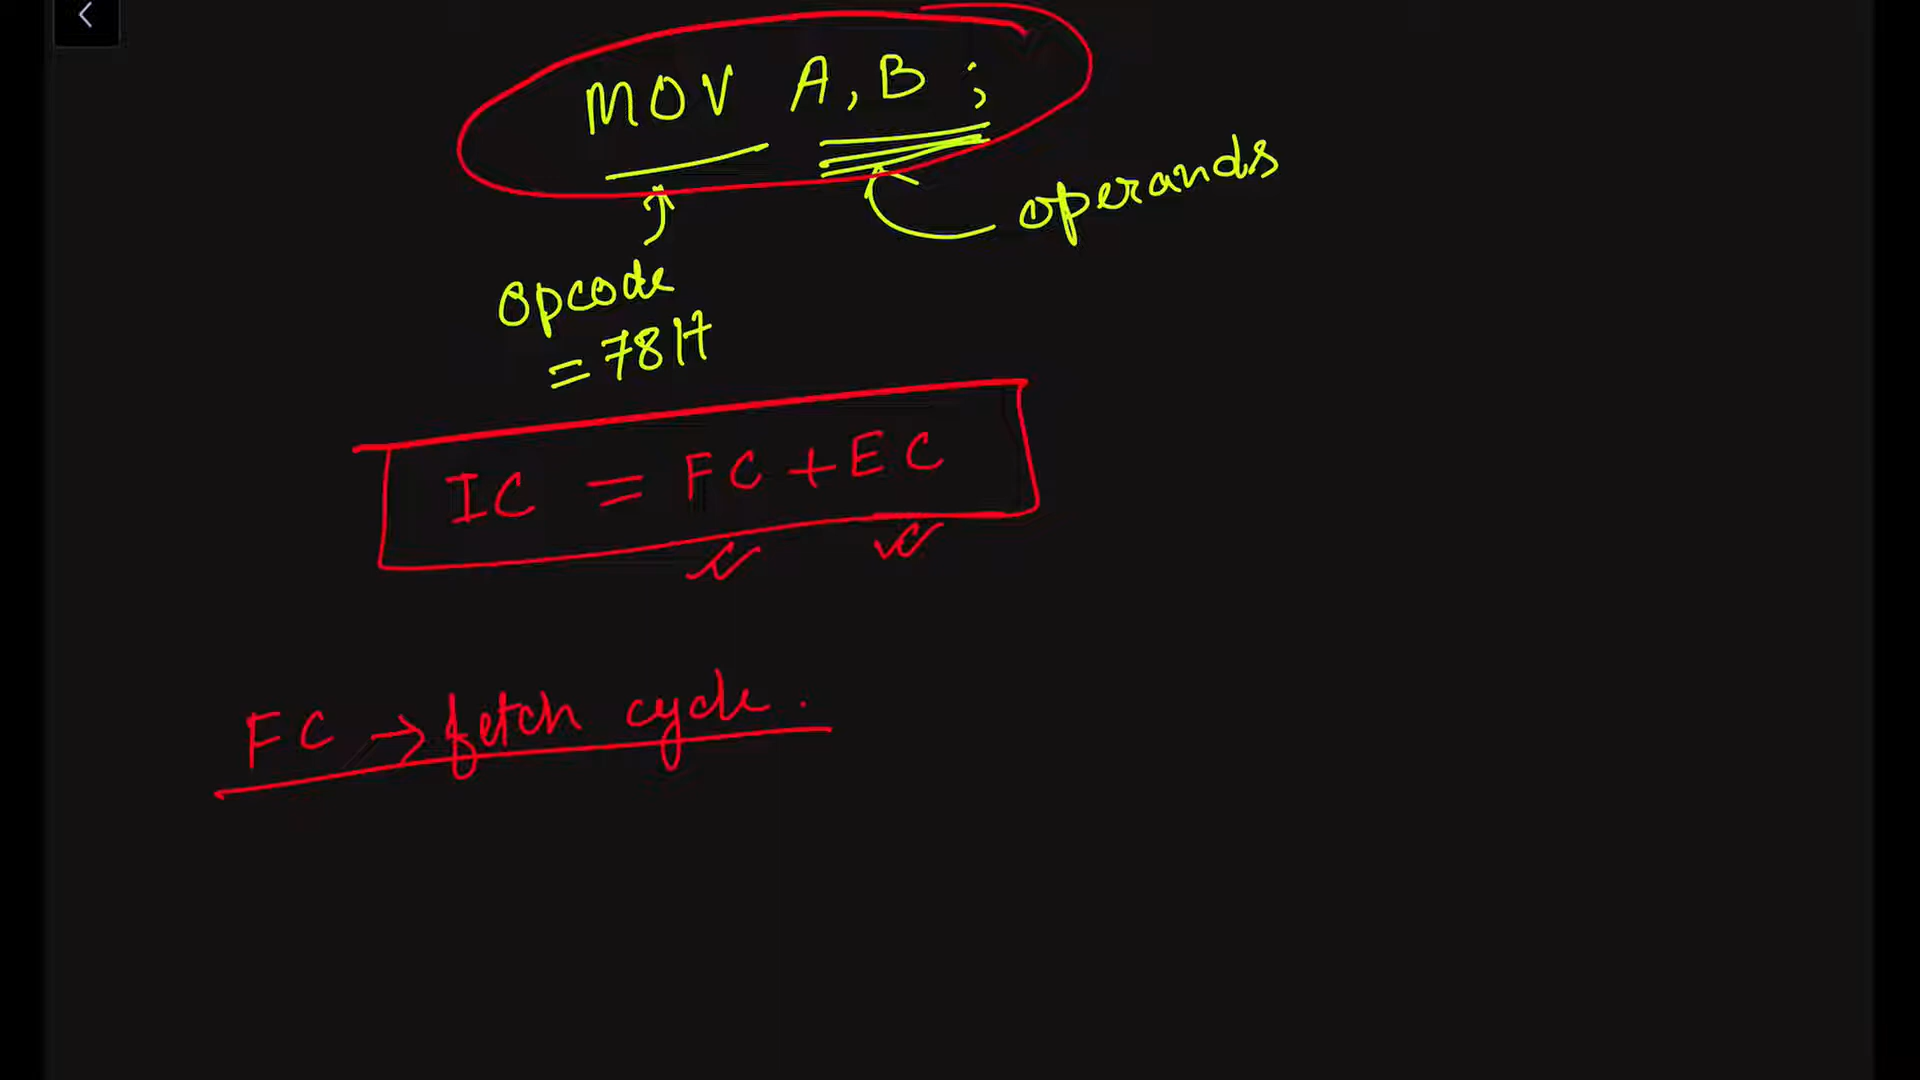 MOV A, B ;
operands
opcode
= 78H
IC = FC + EC
FC → fetch cycle.